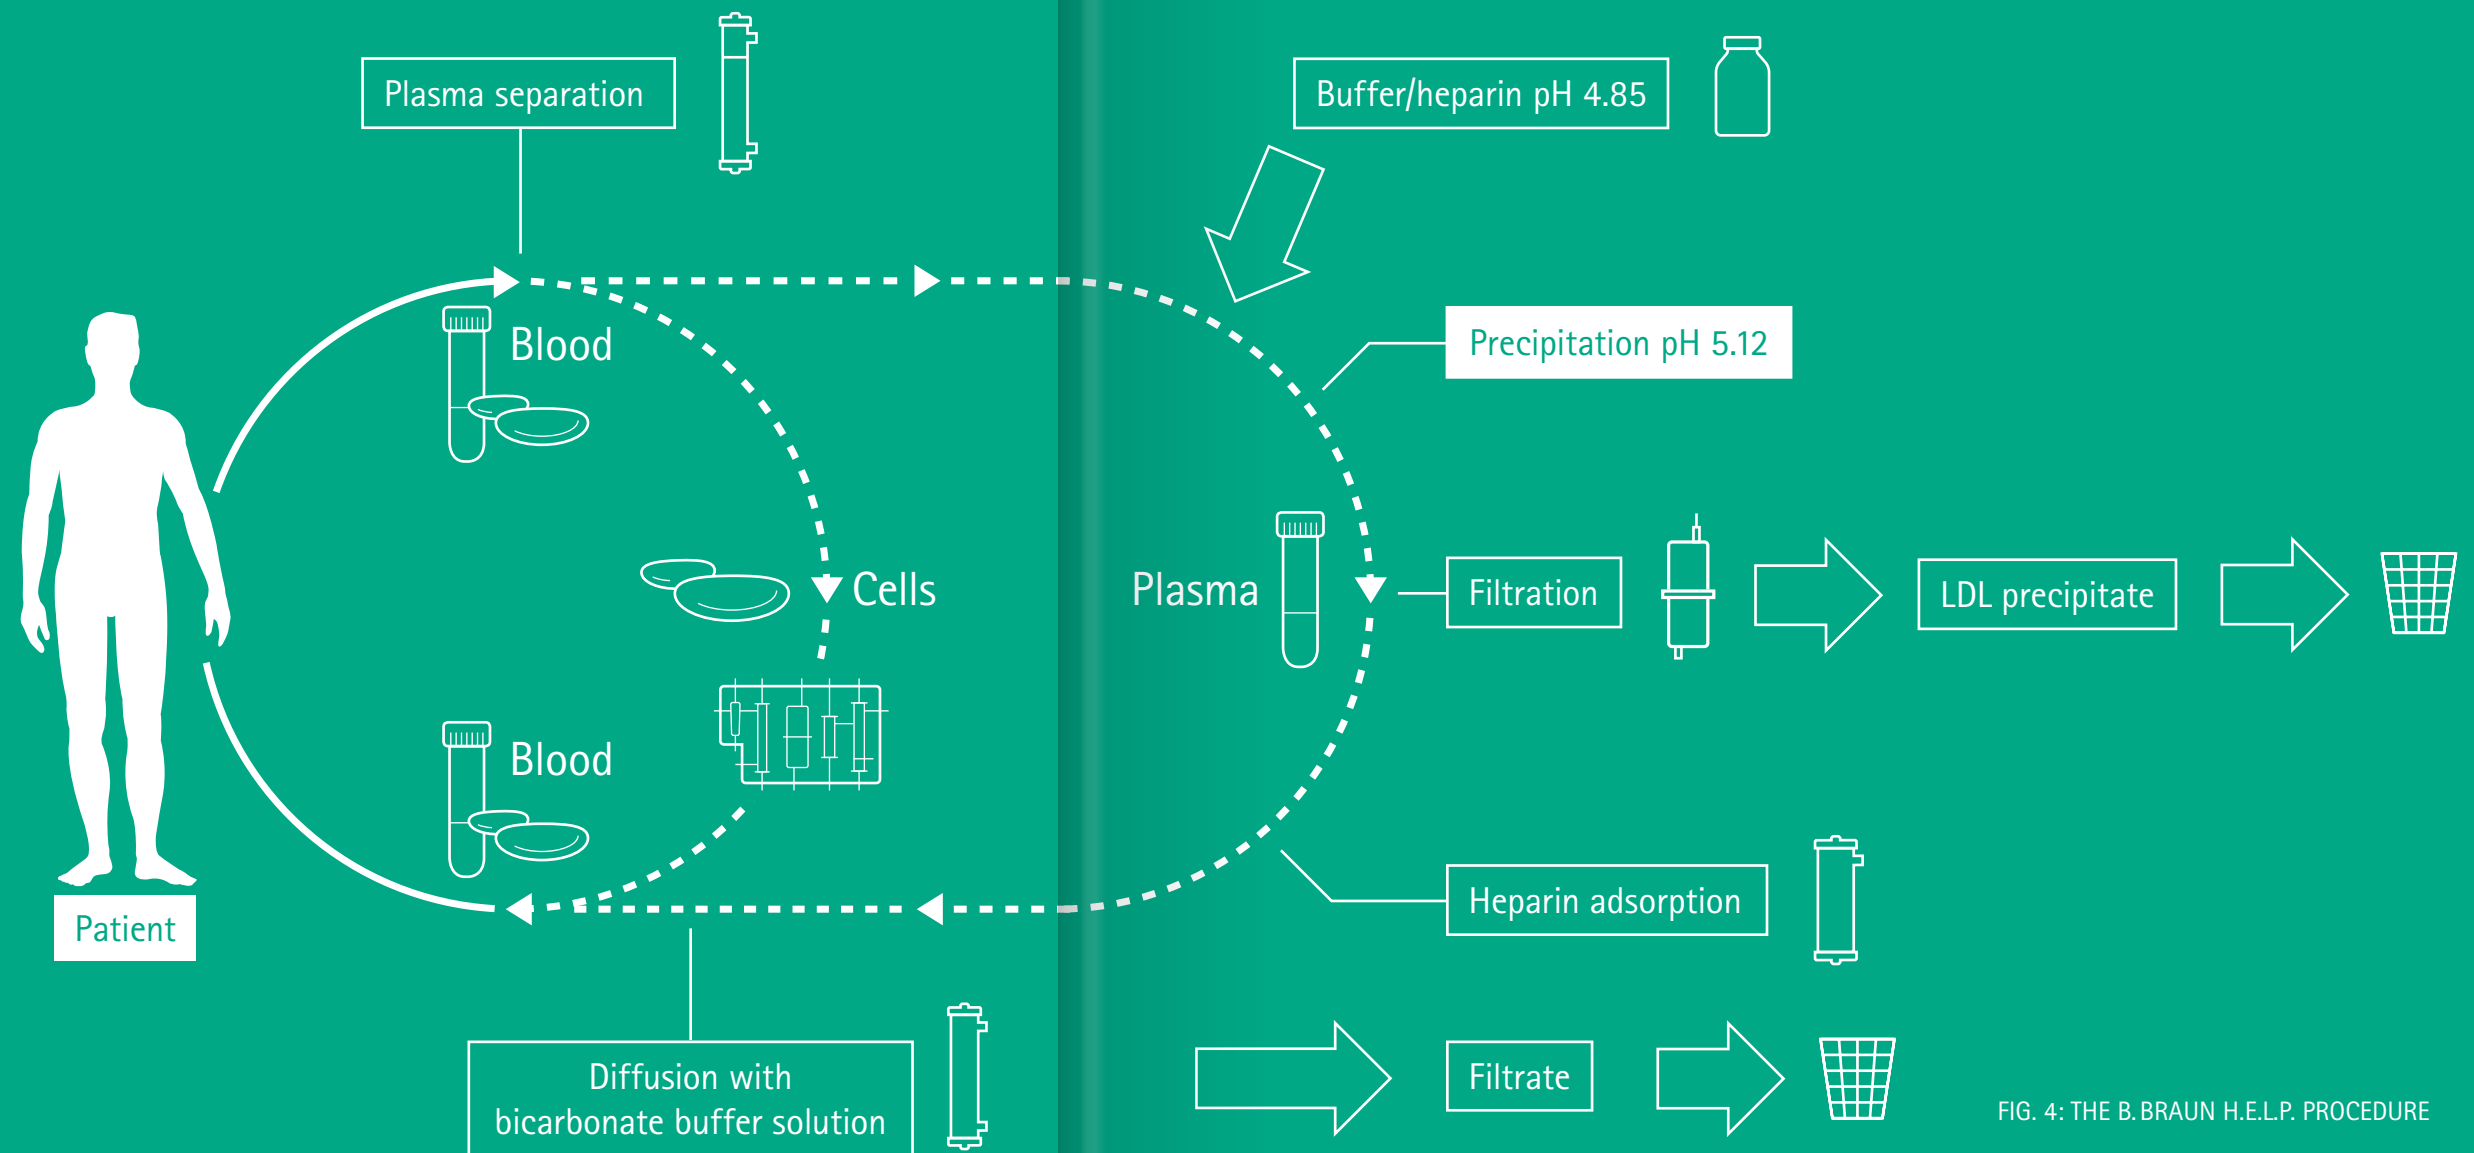 Plasma separation
Buffer/heparin pH 4.85
Blood
Precipitation pH 5.12
Cells
Plasma
Filtration
LDL precipitate
Blood
Heparin adsorption
Patient
Diffusion with
bicarbonate buffer solution
Filtrate
FIG. 4: THE B. BRAUN H.E.L.P. PROCEDURE